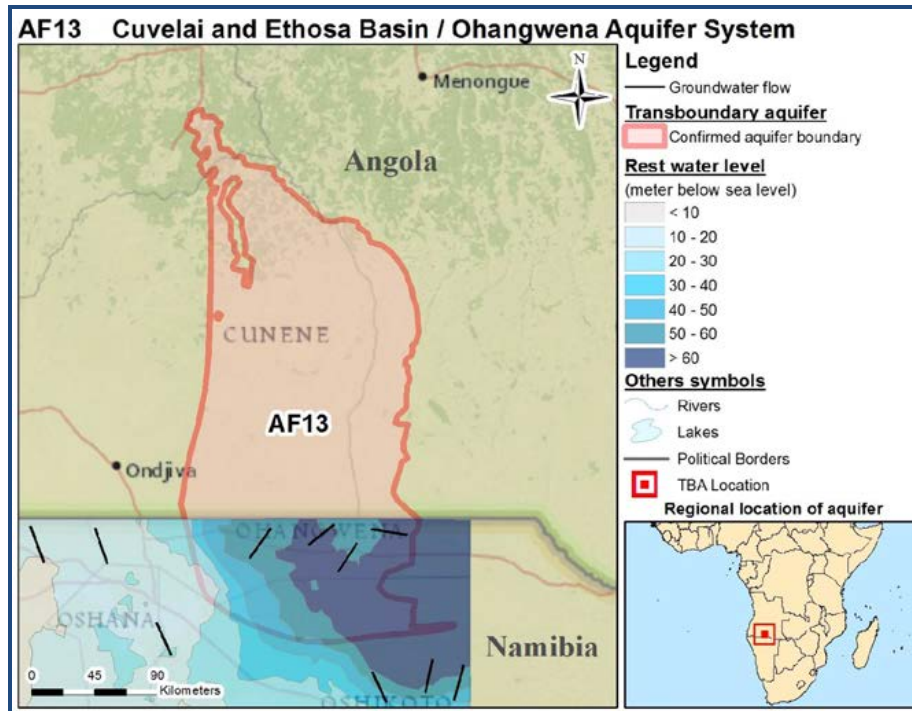 AF13 Cuvelai and Ethosa Basin / Ohangwena Aquifer System
Menongue
N
Angola
CUNENE
AF13
Ondjiva
OHANGWENA
OSHANA
Namibia
OSHIKOTO
0 45 90
Kilometers
Legend
Groundwater flow
Transboundary aquifer
Confirmed aquifer boundary
Rest water level
(meter below sea level)
< 10
10 - 20
20 - 30
30 - 40
40 - 50
50 - 60
> 60
Others symbols
Rivers
Lakes
Political Borders
TBA Location
Regional location of aquifer